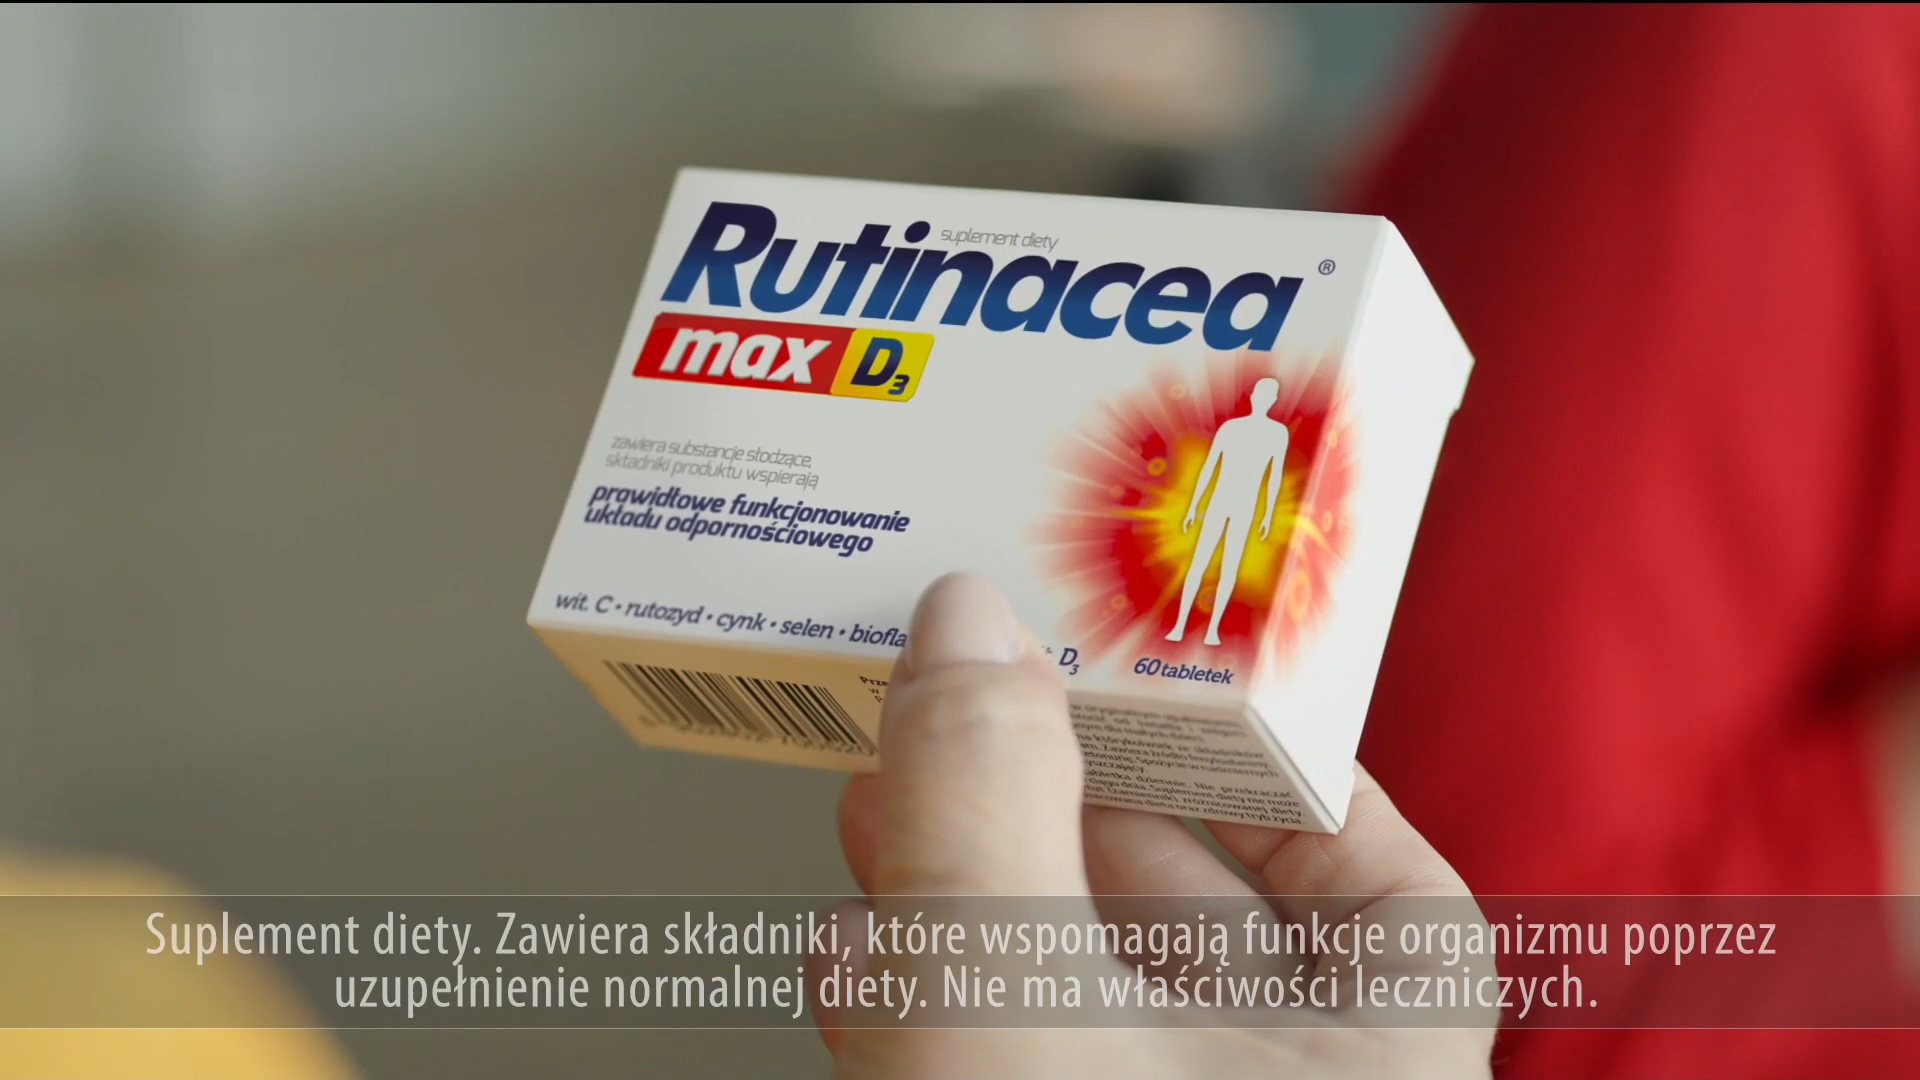 suplement diety
Rutinacea ®
max D3
zawiera substancje słodzące,
składniki produktu wspierają
prawidłowe funkcjonowanie
układu odpornościowego
wit. C • rutozyd • cynk • selen • biofla
D3
60 tabletek
Suplement diety. Zawiera składniki, które wspomagają funkcje organizmu poprzez
uzupełnienie normalnej diety. Nie ma właściwości leczniczych.